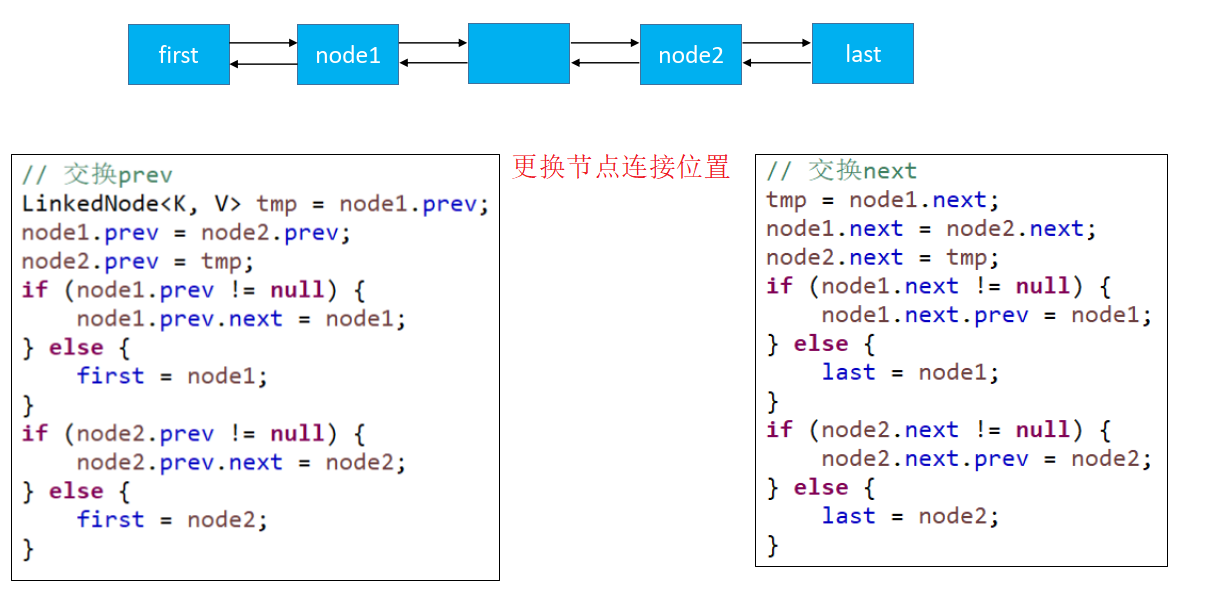 first
node1
node2
last
更换节点连接位置
// 交换prev
LinkedNode<K, V> tmp = node1.prev;
node1.prev = node2.prev;
node2.prev = tmp;
if (node1.prev != null) {
    node1.prev.next = node1;
} else {
    first = node1;
}
if (node2.prev != null) {
    node2.prev.next = node2;
} else {
    first = node2;
}
// 交换next
tmp = node1.next;
node1.next = node2.next;
node2.next = tmp;
if (node1.next != null) {
    node1.next.prev = node1;
} else {
    last = node1;
}
if (node2.next != null) {
    node2.next.prev = node2;
} else {
    last = node2;
}